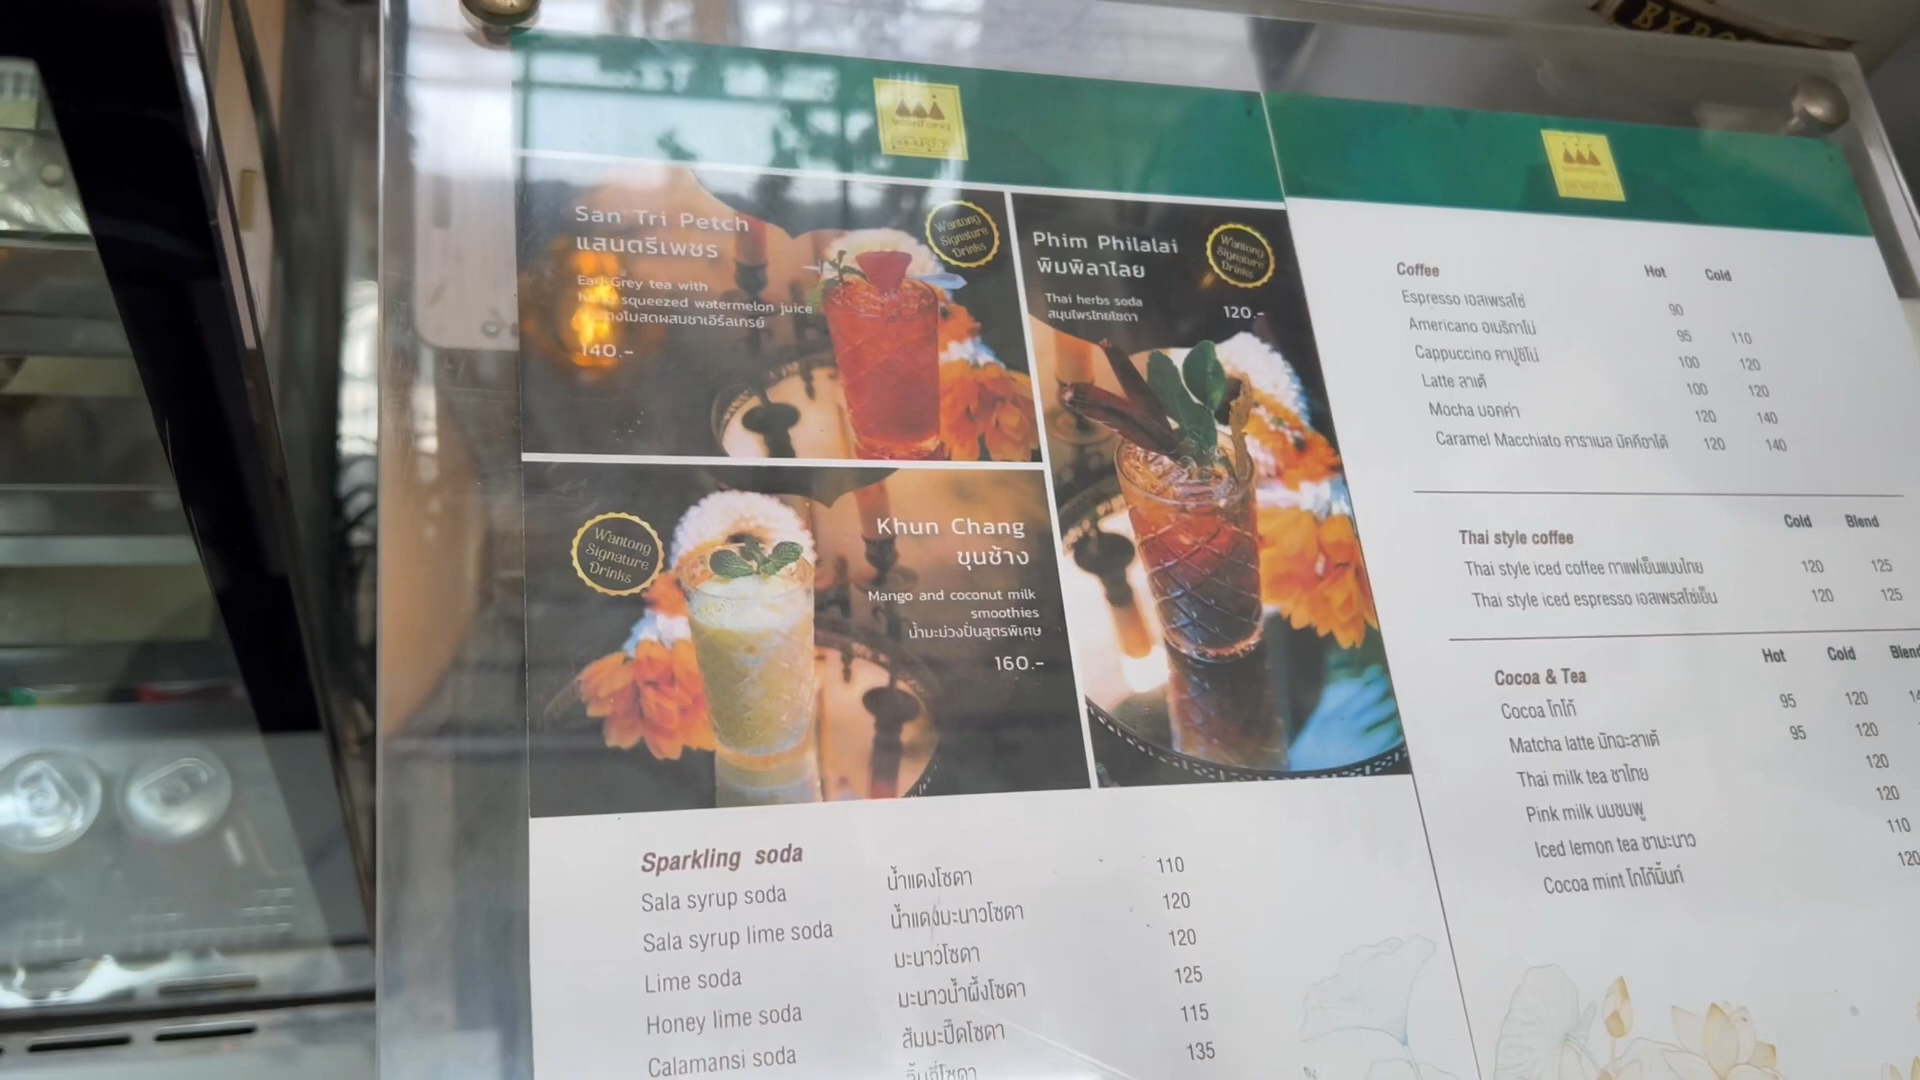 San Tri Petch
แสนตรีเพชร
Earl Grey tea with
squeezed watermelon juice
140.-
Wantong
Signature
Drinks
Phim Philalai
พิมพิลาไลย
Thai herbs soda
สมุนไพรไทยโซดา
120.-
Wantong
Signature
Drinks
Wantong
Signature
Drinks
Khun Chang
ขุนช้าง
Mango and coconut milk
smoothies
น้ำมะม่วงปั่นสูตรพิเศษ
160.-
Sparkling soda
Sala syrup soda น้ำแดงโซดา 110
Sala syrup lime soda น้ำแดงมะนาวโซดา 120
Lime soda มะนาวโซดา 120
Honey lime soda มะนาวน้ำผึ้งโซดา 125
Calamansi soda ส้มมะปี๊ดโซดา 115
135
Coffee Hot Cold
Espresso เอสเพรสโซ่ 90
Americano อเมริกาโน่ 95 110
Cappuccino คาปูชิโน่ 100 120
Latte ลาเต้ 100 120
Mocha มอคค่า 120 140
Caramel Macchiato คาราเมล มัคคีอาโต้ 120 140
Thai style coffee Cold Blend
Thai style iced coffee กาแฟเย็นแบบไทย 120 125
Thai style iced espresso เอสเพรสโซ่เย็น 120 125
Cocoa & Tea Hot Cold Blend
Cocoa โกโก้ 95 120
Matcha latte มัทฉะลาเต้ 95 120
Thai milk tea ชาไทย 120
Pink milk นมชมพู 120
Iced lemon tea ชามะนาว 110
Cocoa mint โกโก้มิ้นท์ 120